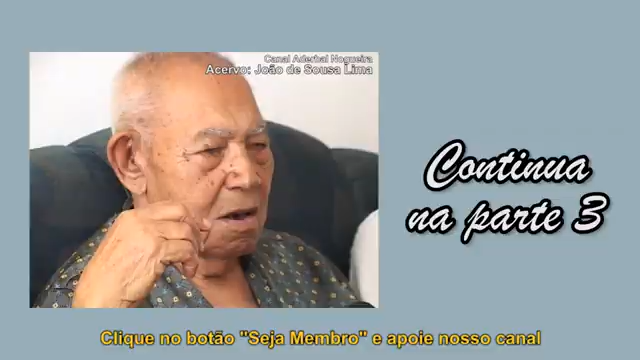 Canal Aderbal Nogueira
Acervo: João de Sousa Lima
Continua
na parte 3
Clique no botão "Seja Membro" e apoie nosso canal